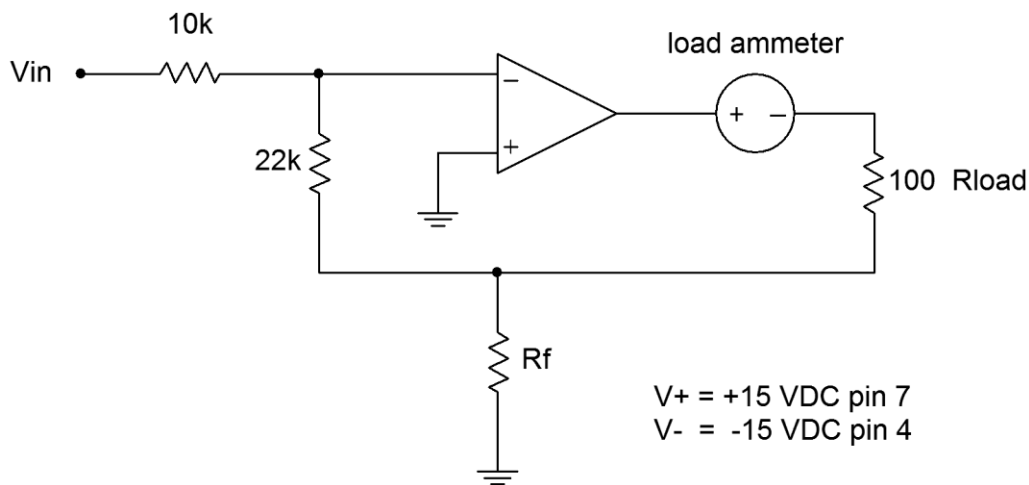 10k
load ammeter
Vin
−
+
+ −
22k
100 Rload
Rf
V+ = +15 VDC pin 7
V- = -15 VDC pin 4